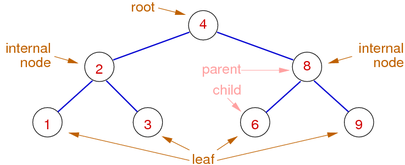 root
4
internal
node
2
parent
8
internal
node
child
1
3
6
9
leaf